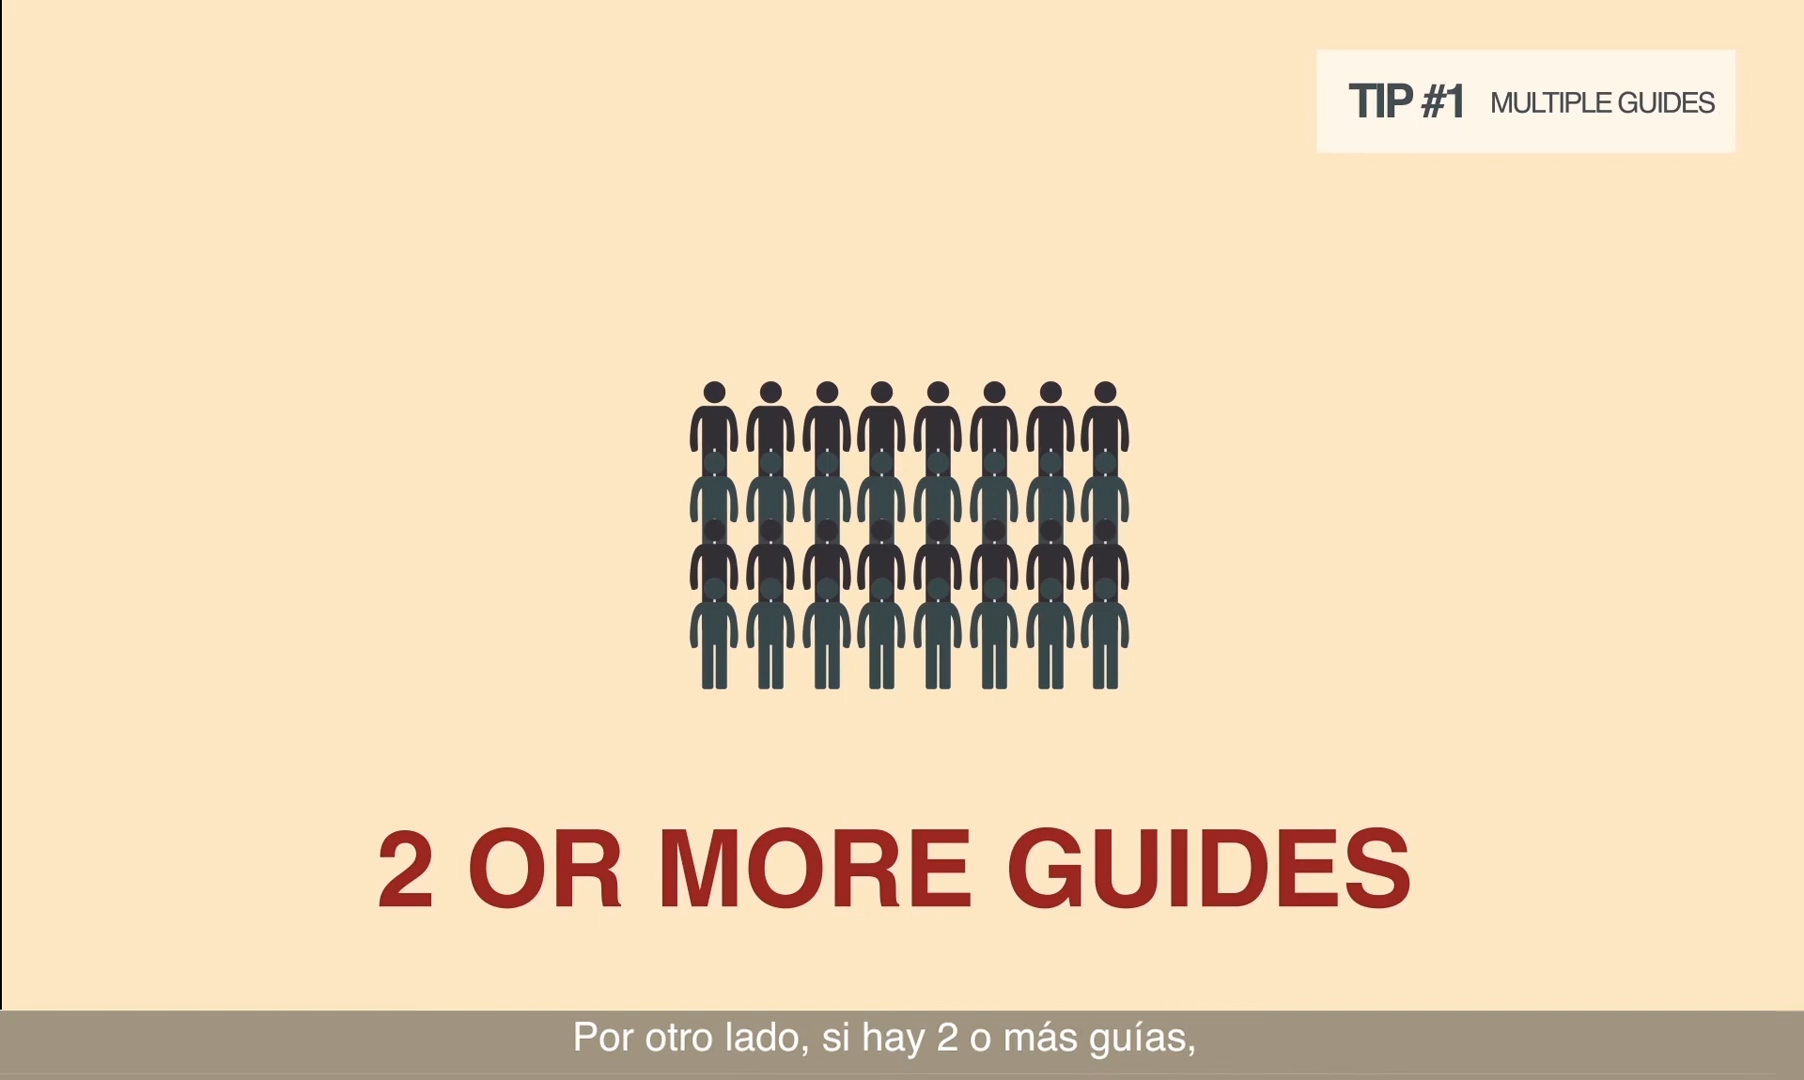 TIP #1 MULTIPLE GUIDES
2 OR MORE GUIDES
Por otro lado, si hay 2 o más guías,